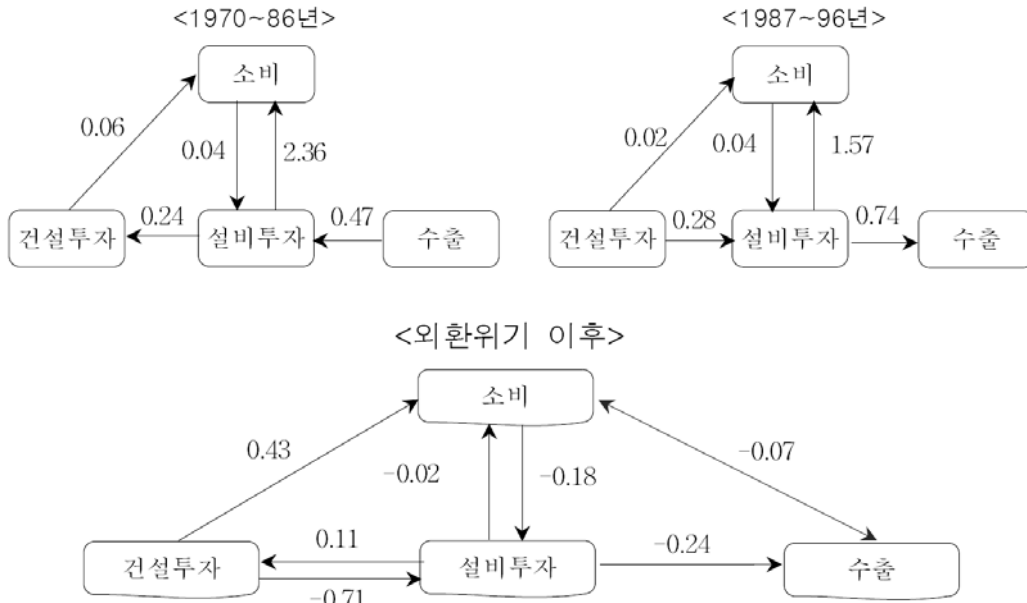 <1970~86년>
<1987~96년>
소비
소비
0.06
0.04
2.36
0.02
0.04
1.57
0.24
0.47
0.28
0.74
건설투자
설비투자
수출
건설투자
설비투자
수출
<외환위기 이후>
소비
0.43
-0.02
-0.18
-0.07
0.11
-0.24
건설투자
설비투자
수출
-0.71